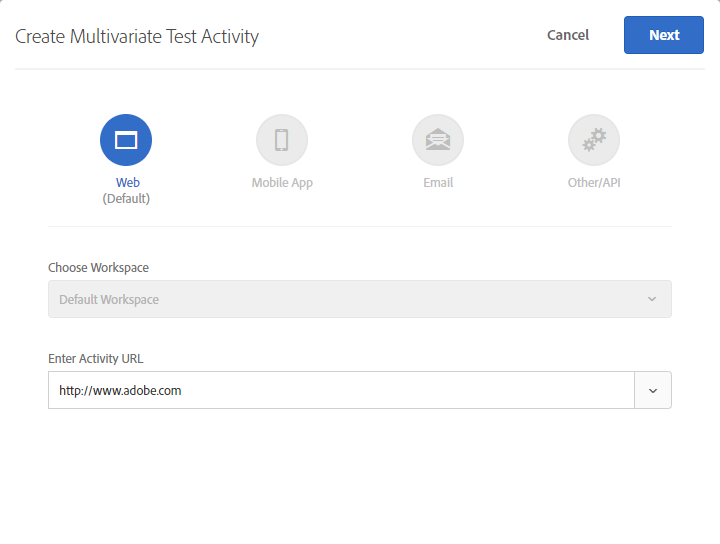 Create Multivariate Test Activity
Cancel
Next
Web
(Default)
Mobile App
Email
Other/API
Choose Workspace
Default Workspace
Enter Activity URL
http://www.adobe.com